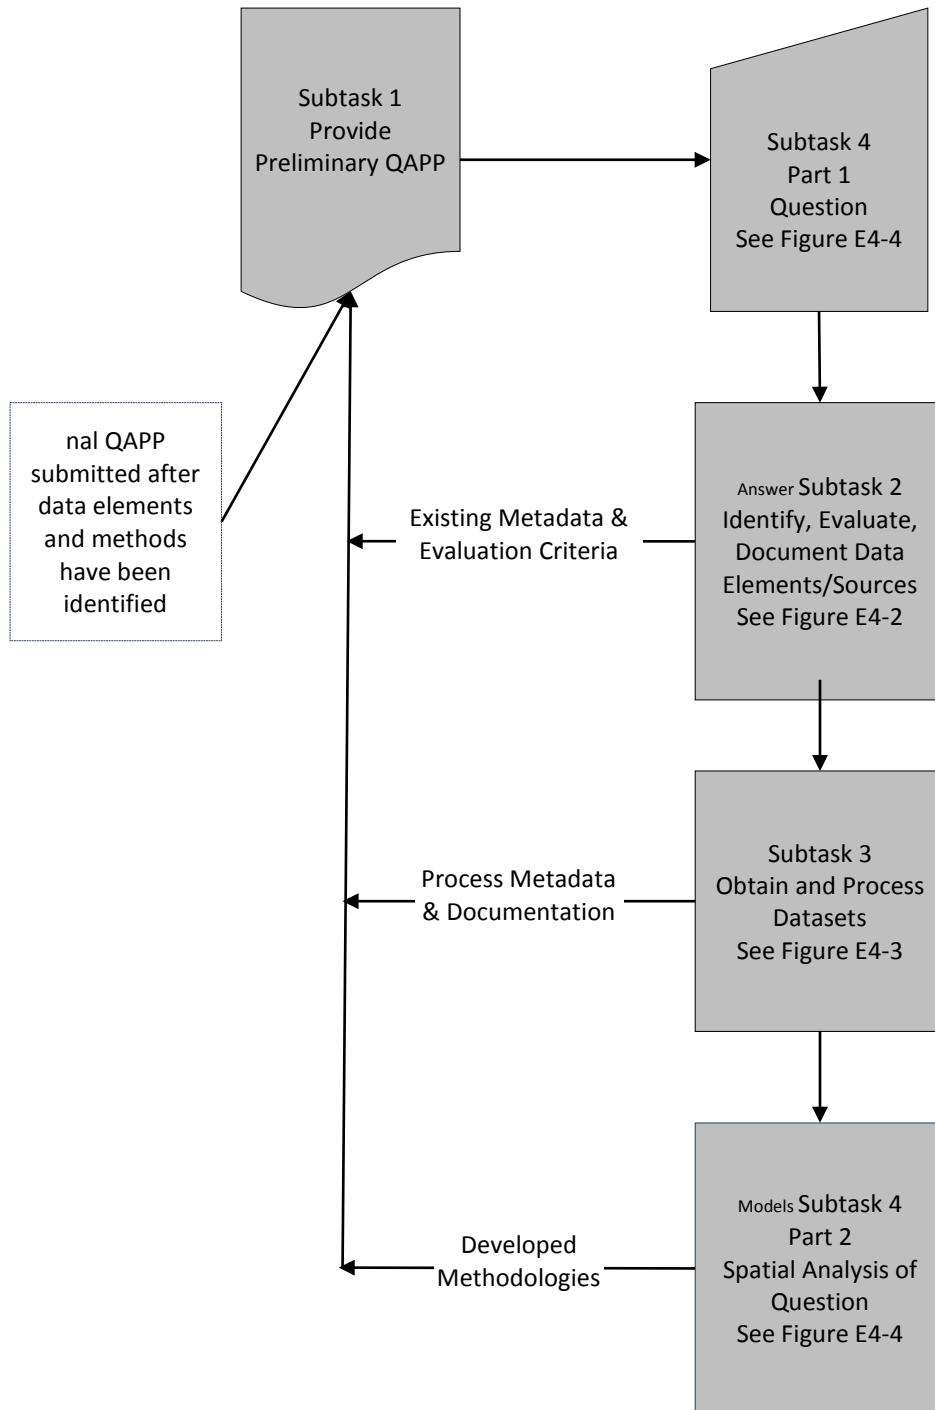 Subtask 1
Provide
Preliminary QAPP
Subtask 4
Part 1
Question
See Figure E4-4
nal QAPP
submitted after
data elements
and methods
have been
identified
Existing Metadata &
Evaluation Criteria
Answer Subtask 2
Identify, Evaluate,
Document Data
Elements/Sources
See Figure E4-2
Process Metadata
& Documentation
Subtask 3
Obtain and Process
Datasets
See Figure E4-3
Developed
Methodologies
Models Subtask 4
Part 2
Spatial Analysis of
Question
See Figure E4-4